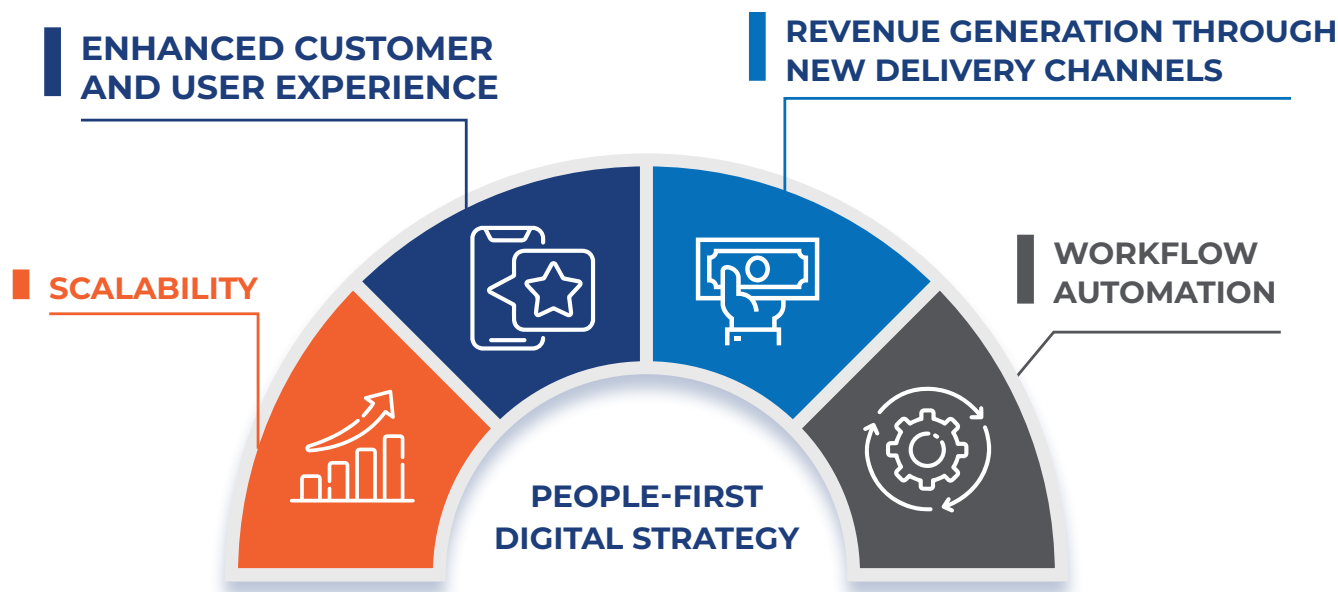 ENHANCED CUSTOMER
AND USER EXPERIENCE
REVENUE GENERATION THROUGH
NEW DELIVERY CHANNELS
SCALABILITY
WORKFLOW
AUTOMATION
PEOPLE-FIRST
DIGITAL STRATEGY